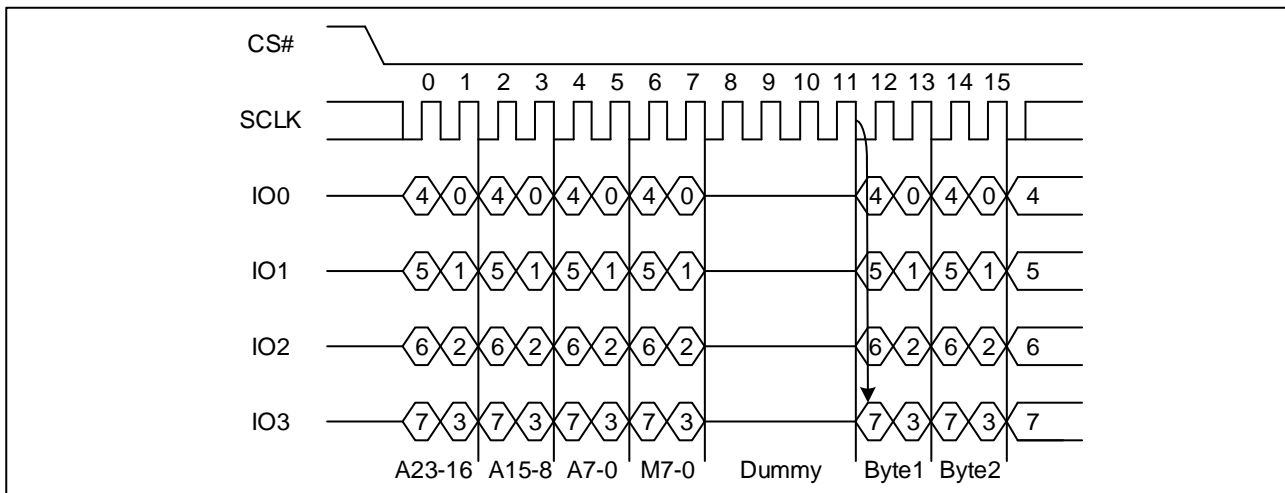 CS#
0 1 2 3 4 5 6 7 8 9 10 11 12 13 14 15
SCLK
IO0 4 0 4 0 4 0 4 0 4 0 4 0 4
IO1 5 1 5 1 5 1 5 1 5 1 5 1 5
IO2 6 2 6 2 6 2 6 2 6 2 6 2 6
IO3 7 3 7 3 7 3 7 3 7 3 7 3 7
A23-16 A15-8 A7-0 M7-0 Dummy Byte1 Byte2